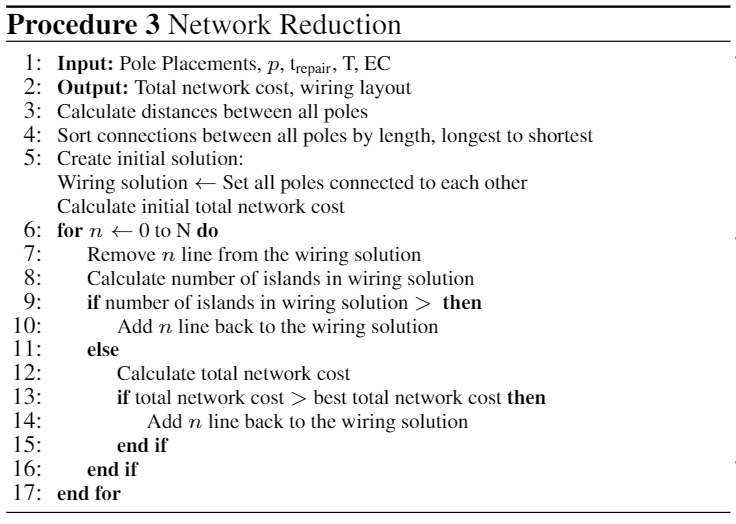 Procedure 3 Network Reduction
1: Input: Pole Placements, p, t_repair, T, EC
2: Output: Total network cost, wiring layout
3: Calculate distances between all poles
4: Sort connections between all poles by length, longest to shortest
5: Create initial solution:
Wiring solution ← Set all poles connected to each other
Calculate initial total network cost
6: for n ← 0 to N do
7: Remove n line from the wiring solution
8: Calculate number of islands in wiring solution
9: if number of islands in wiring solution > then
10: Add n line back to the wiring solution
11: else
12: Calculate total network cost
13: if total network cost > best total network cost then
14: Add n line back to the wiring solution
15: end if
16: end if
17: end for